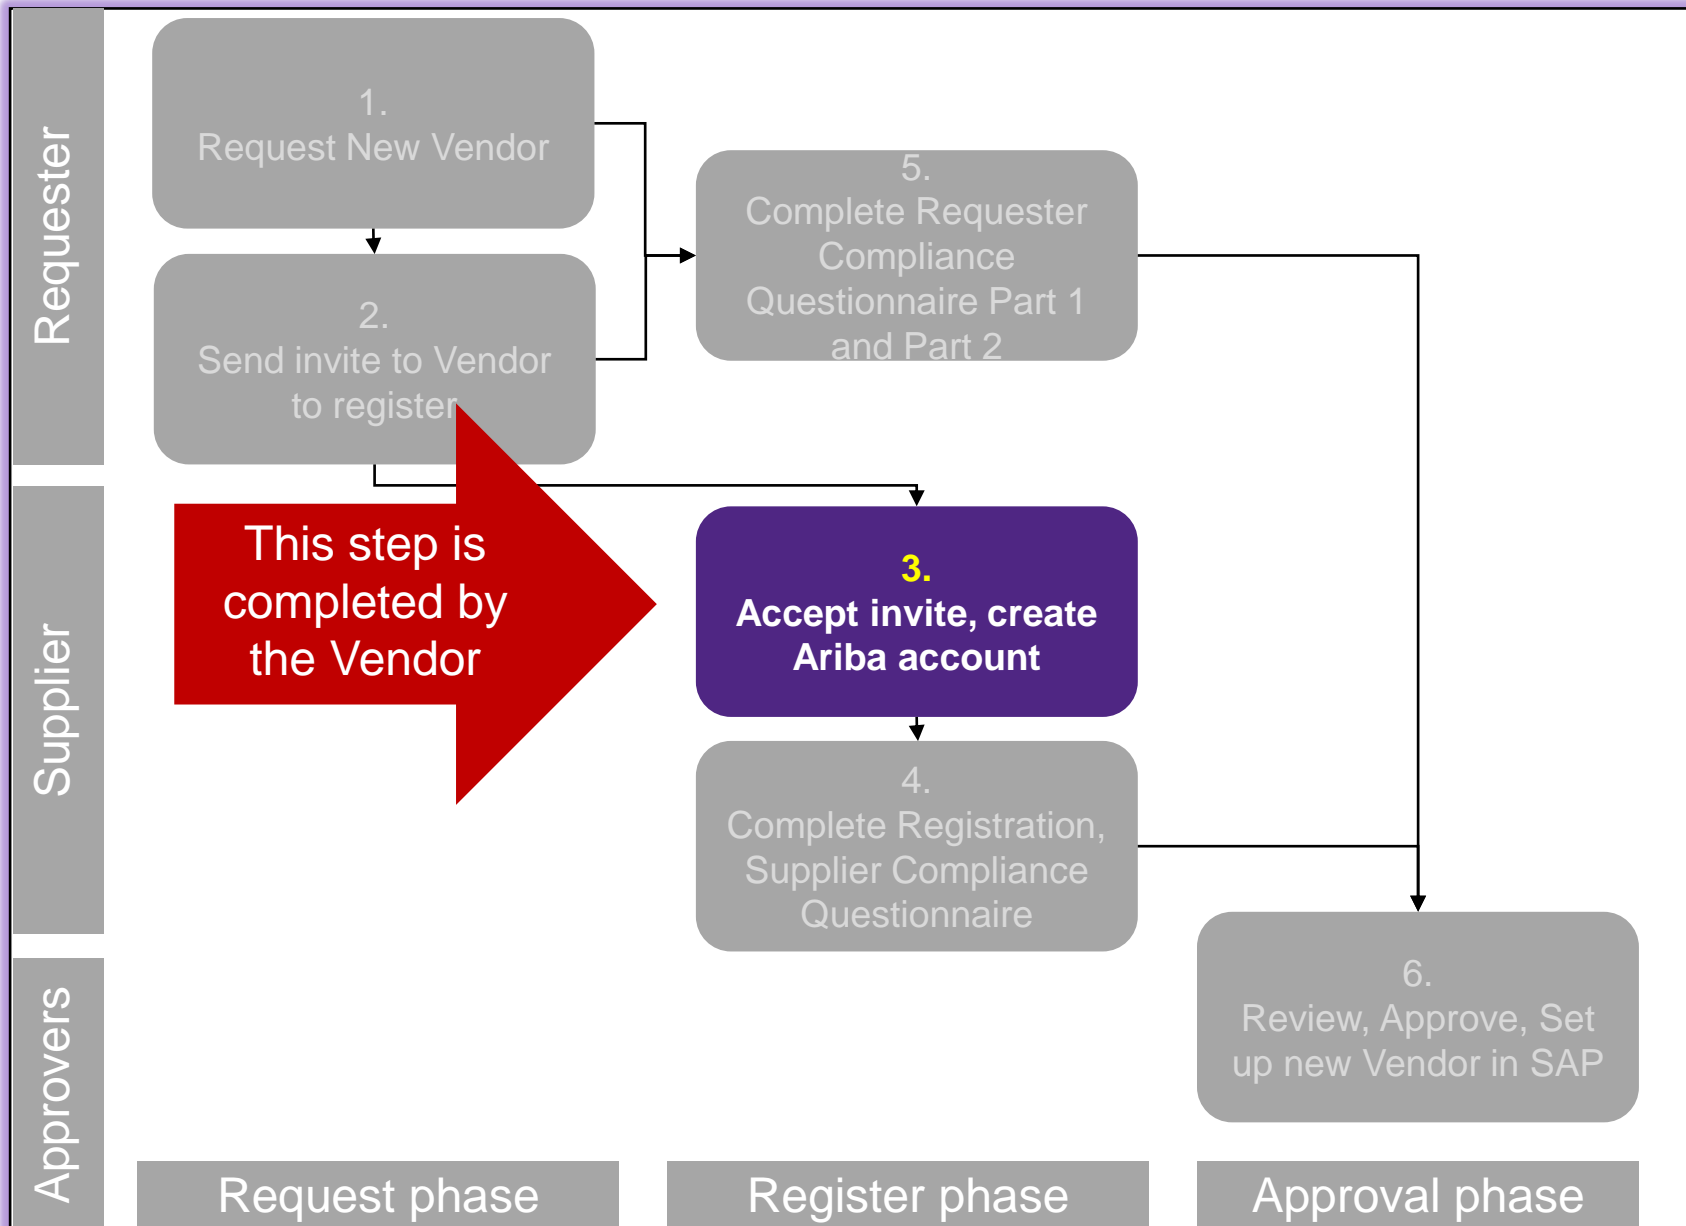 Requester
1.
Request New Vendor
2.
Send invite to Vendor
to register
5.
Complete Requester
Compliance
Questionnaire Part 1
and Part 2
Supplier
This step is
completed by
the Vendor
3.
Accept invite, create
Ariba account
4.
Complete Registration,
Supplier Compliance
Questionnaire
Approvers
6.
Review, Approve, Set
up new Vendor in SAP
Request phase
Register phase
Approval phase